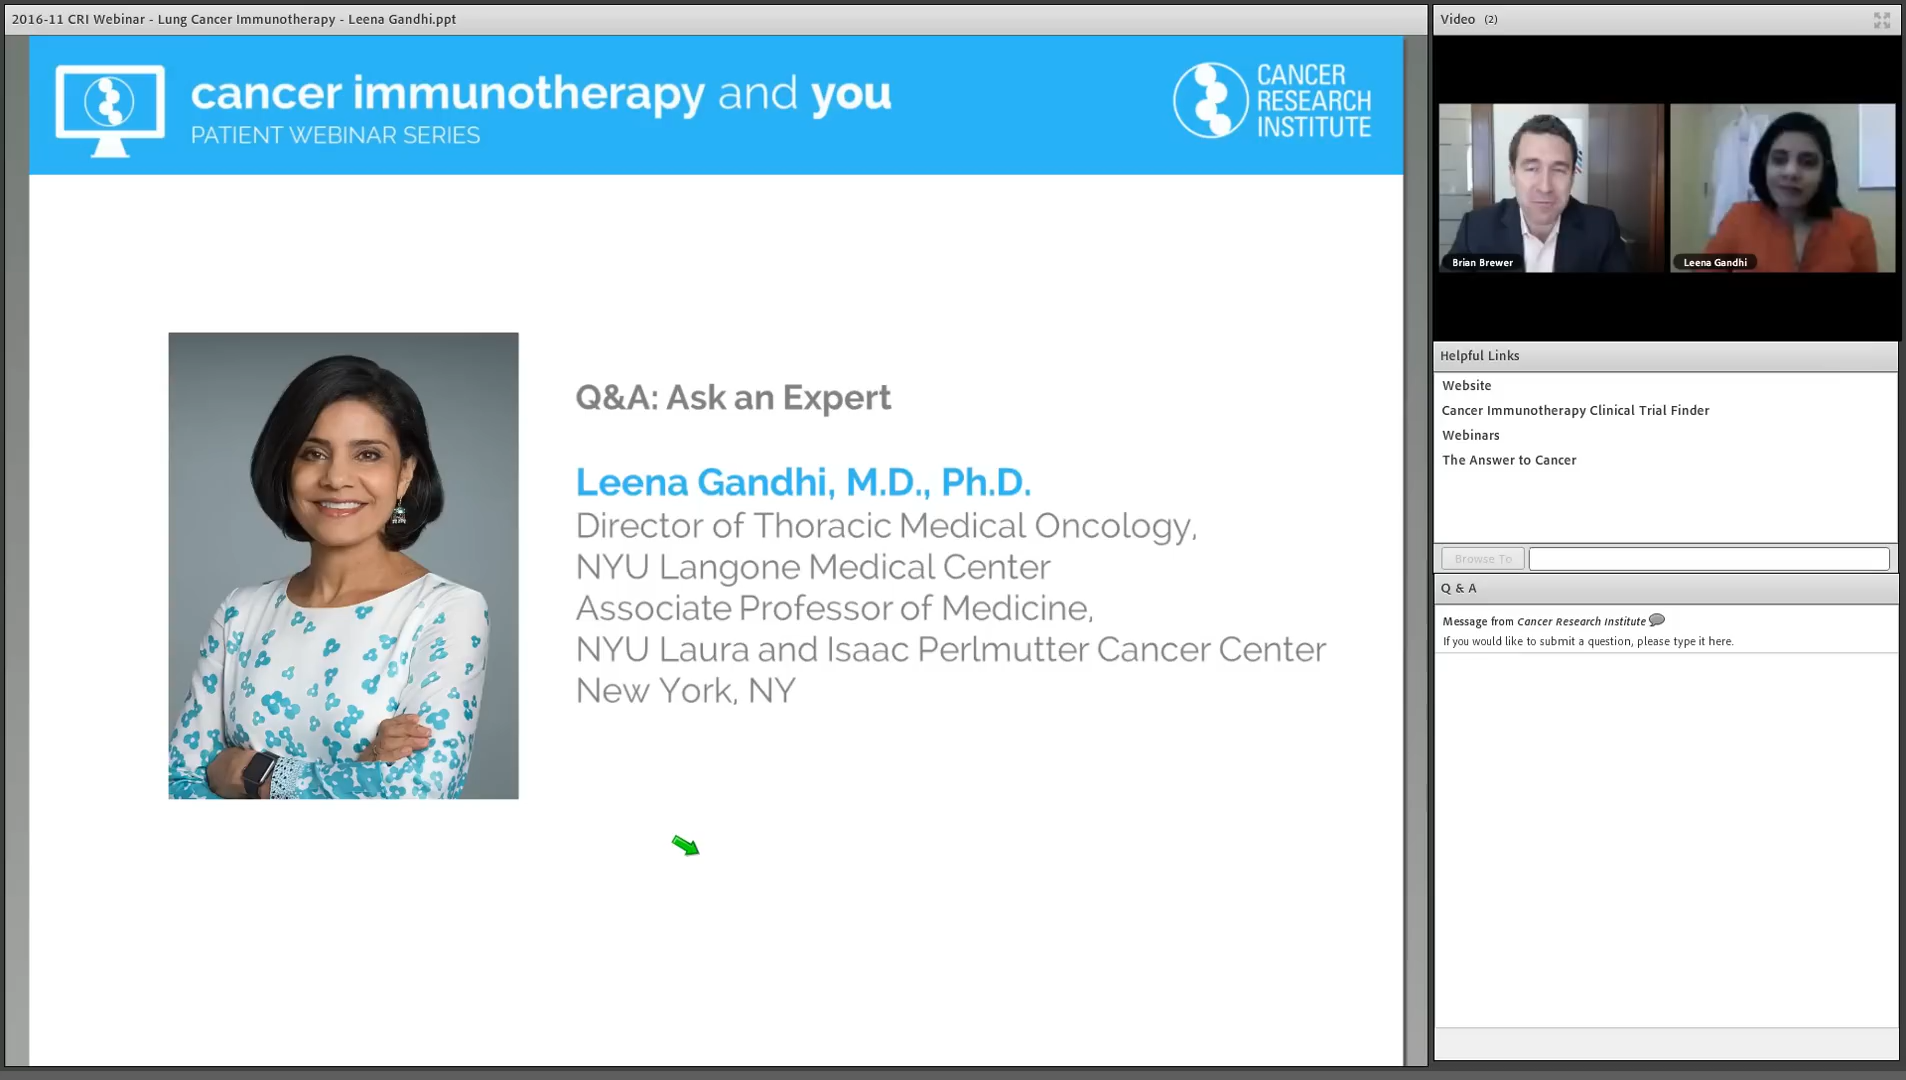 2016-11 CRI Webinar - Lung Cancer Immunotherapy - Leena Gandhi.ppt
cancer immunotherapy and you
PATIENT WEBINAR SERIES
CANCER
RESEARCH
INSTITUTE
Q&A: Ask an Expert
Leena Gandhi, M.D., Ph.D.
Director of Thoracic Medical Oncology,
NYU Langone Medical Center
Associate Professor of Medicine,
NYU Laura and Isaac Perlmutter Cancer Center
New York, NY
Video (2)
Brian Brewer
Leena Gandhi
Helpful Links
Website
Cancer Immunotherapy Clinical Trial Finder
Webinars
The Answer to Cancer
Browse To
Q & A
Message from Cancer Research Institute
If you would like to submit a question, please type it here.